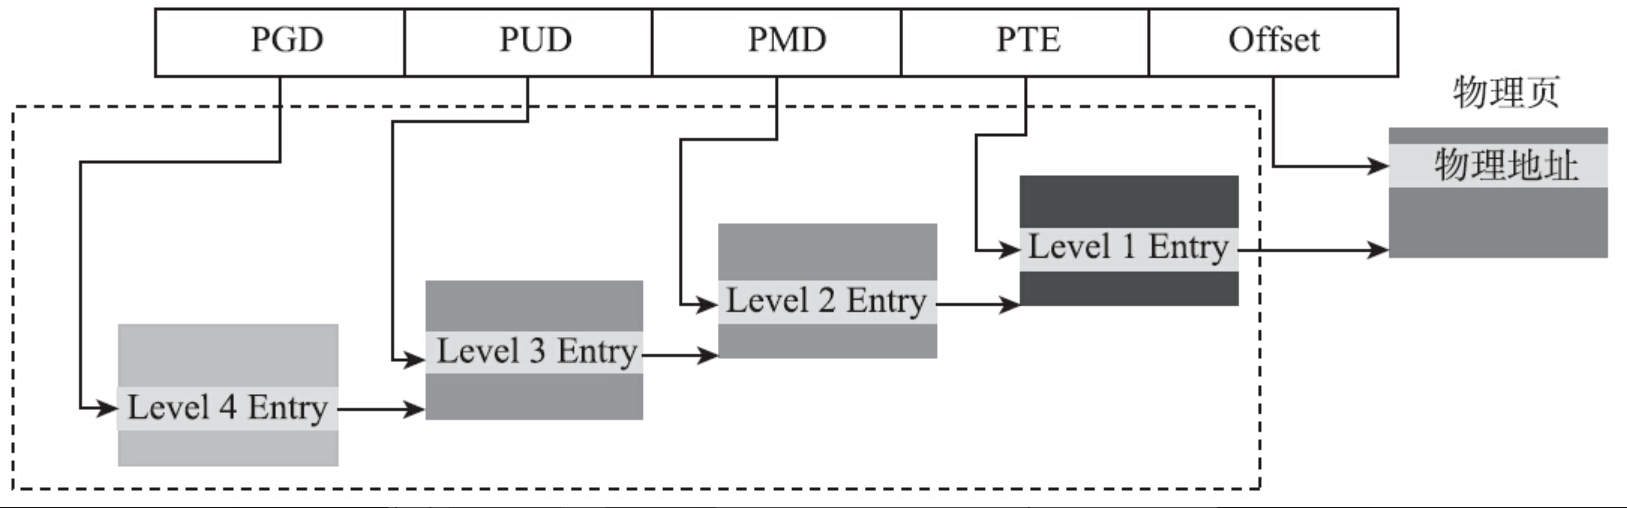 PGD PUD PMD PTE Offset
物理页
物理地址
Level 1 Entry
Level 2 Entry
Level 3 Entry
Level 4 Entry